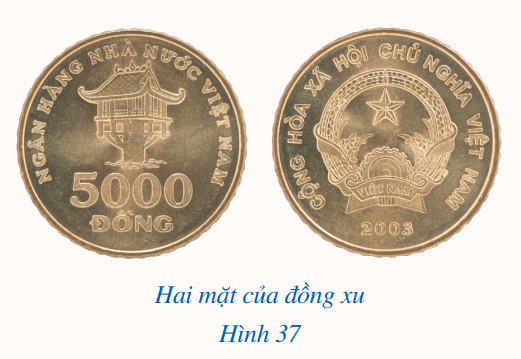 NGÂN HÀNG NHÀ NƯỚC VIỆT NAM
5000
ĐỒNG
CỘNG HÒA XÃ HỘI CHỦ NGHĨA VIỆT NAM
VIỆT NAM
2003
Hai mặt của đồng xu
Hình 37